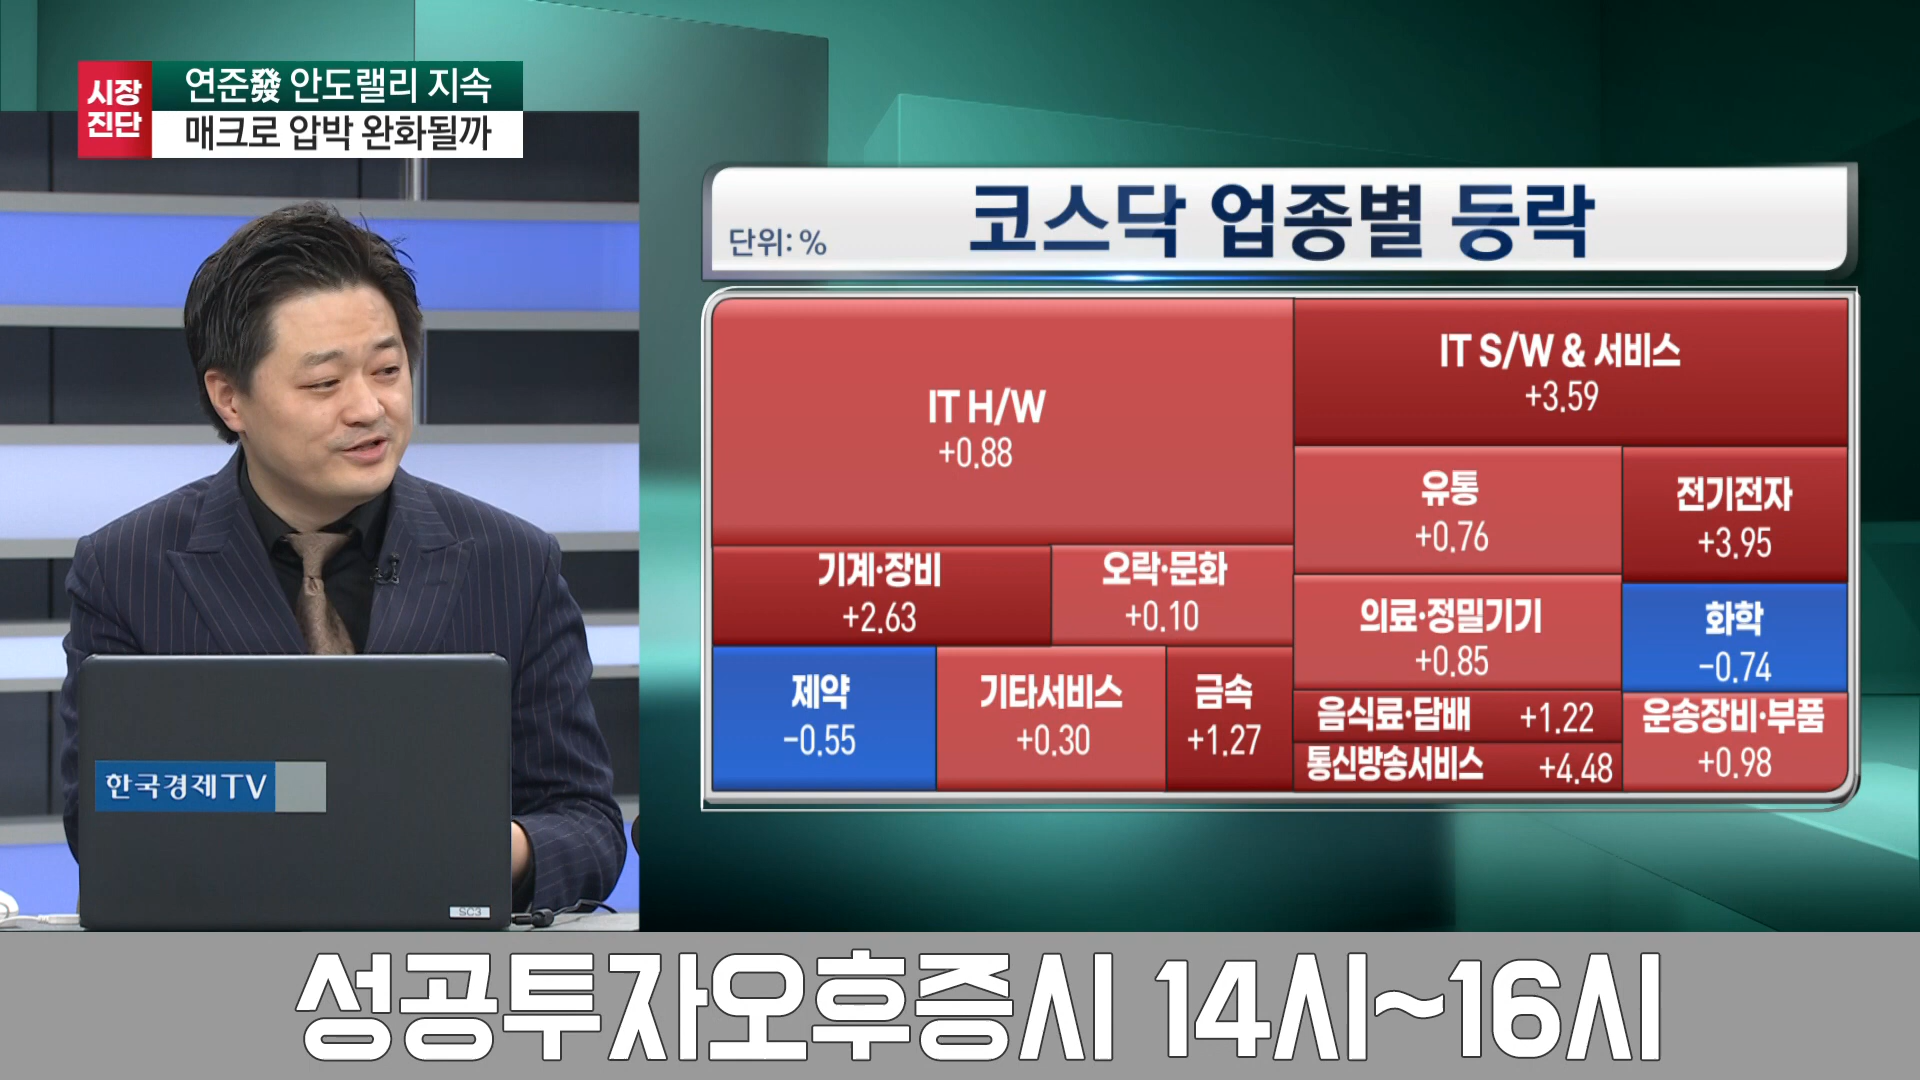 시장
진단
연준發 안도랠리 지속
매크로 압박 완화될까
단위: %
코스닥 업종별 등락
IT H/W
+0.88
IT S/W & 서비스
+3.59
유통
+0.76
전기전자
+3.95
기계·장비
+2.63
오락·문화
+0.10
의료·정밀기기
+0.85
화학
-0.74
제약
-0.55
기타서비스
+0.30
금속
+1.27
음식료·담배 +1.22
통신방송서비스 +4.48
운송장비·부품
+0.98
한국경제TV
SC3
성공투자오후증시 14시~16시